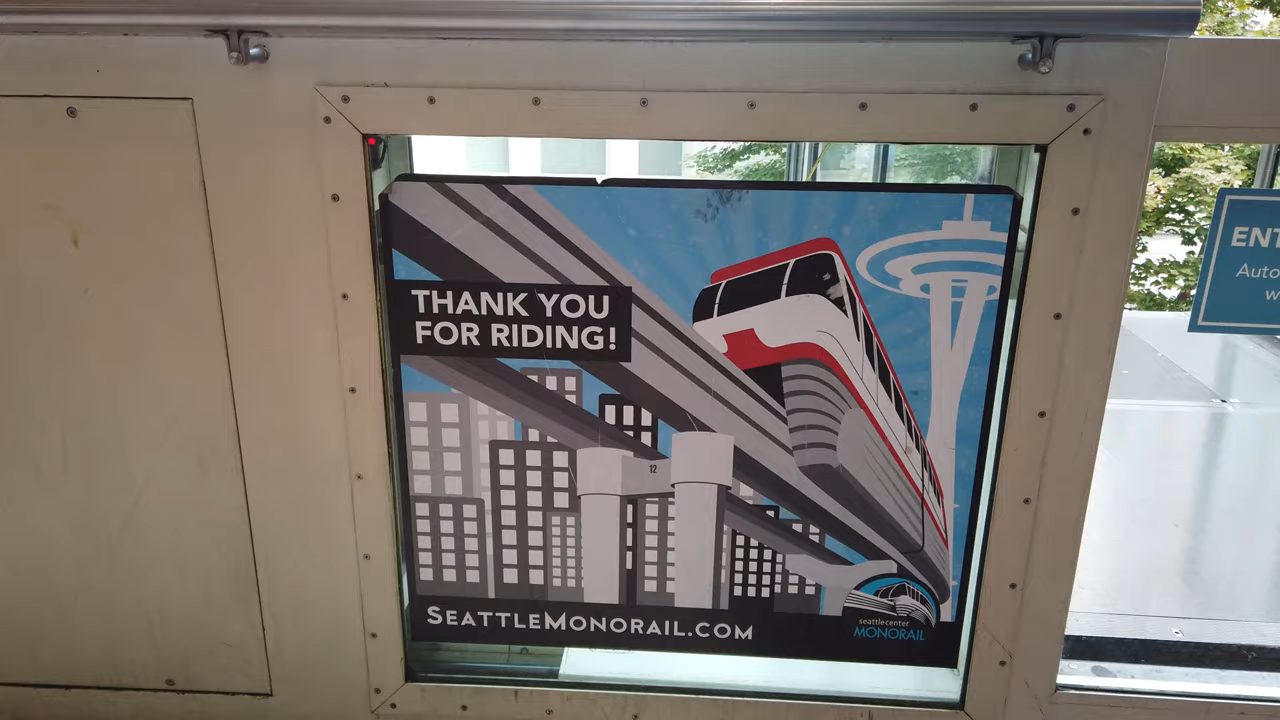 THANK YOU
FOR RIDING!
12
SEATTLEMONORAIL.COM
seattlecenter
MONORAIL
ENT
Auto
w